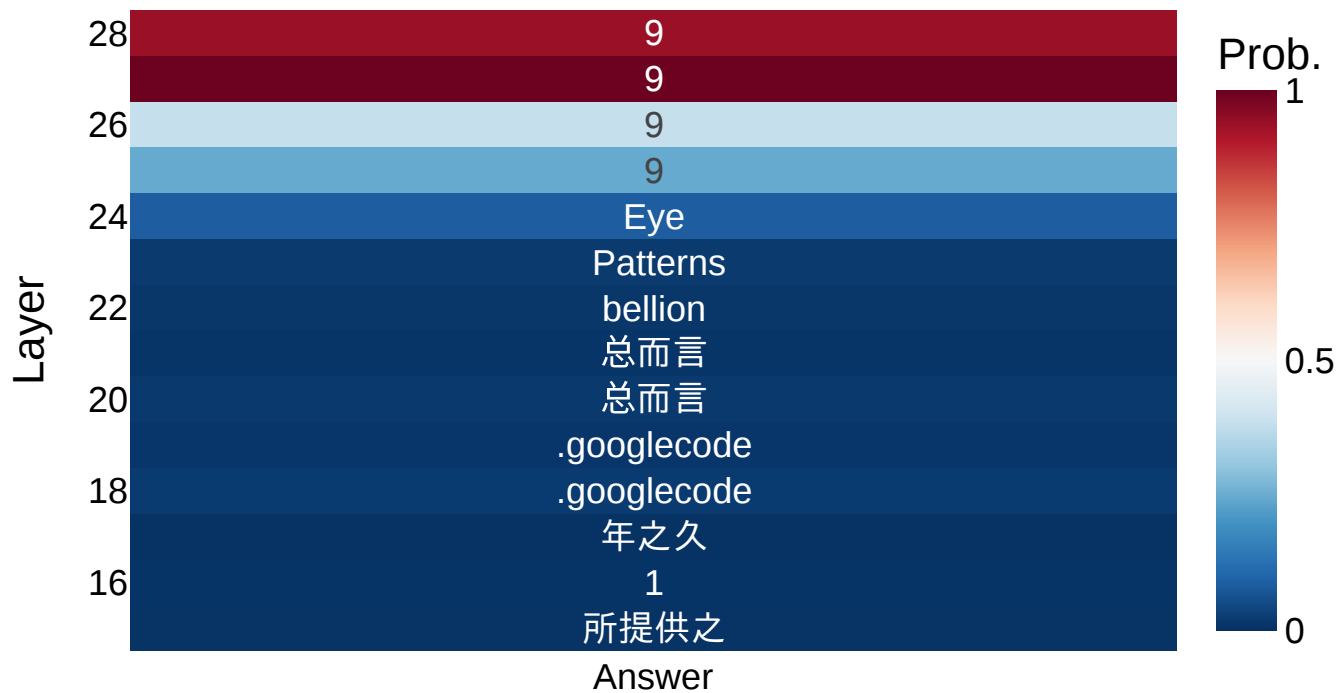 Prob.
28 9
9
26 9
9
24 Eye
Patterns
22 bellion
总而言
20 总而言
.googlecode
18 .googlecode
年之久
16 1
所提供之
Answer
Layer
1
0.5
0